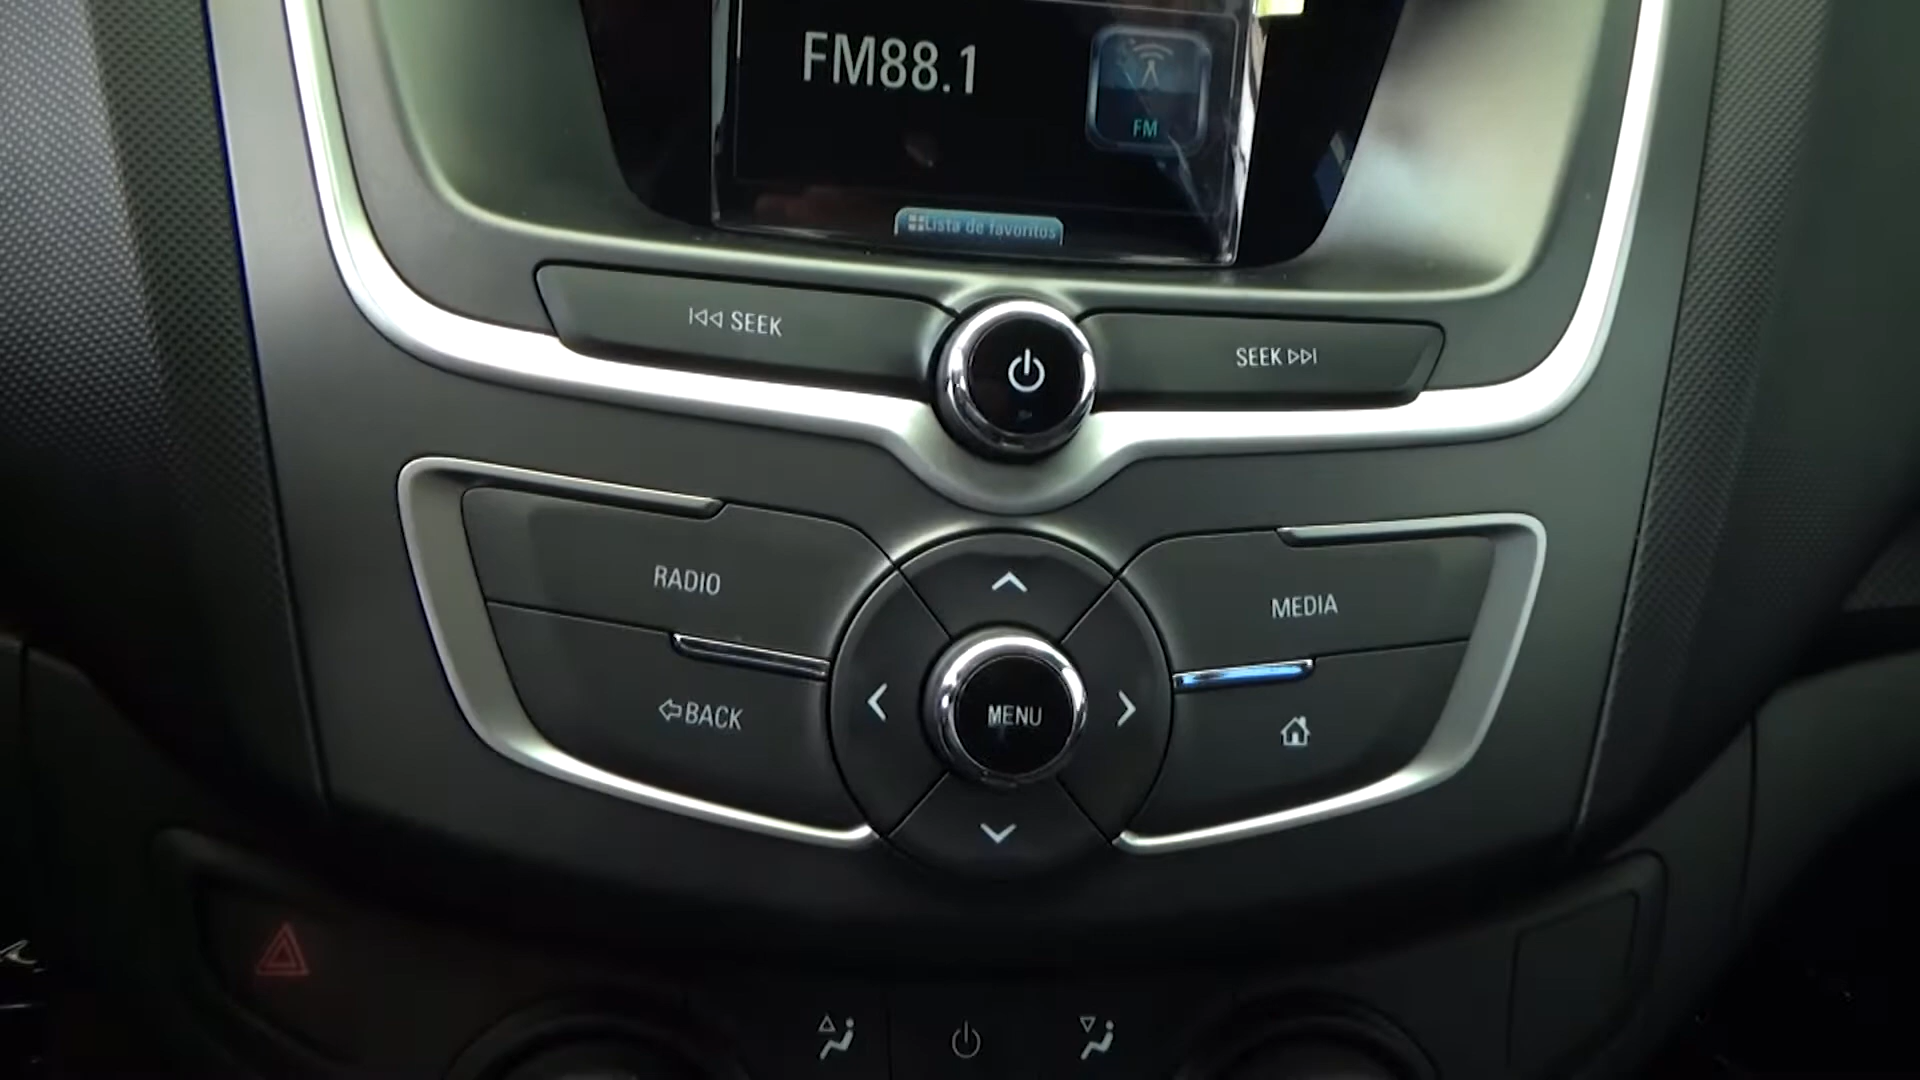 FM88.1
FM
Lista de favoritos
SEEK
SEEK
RADIO
MEDIA
BACK
MENU